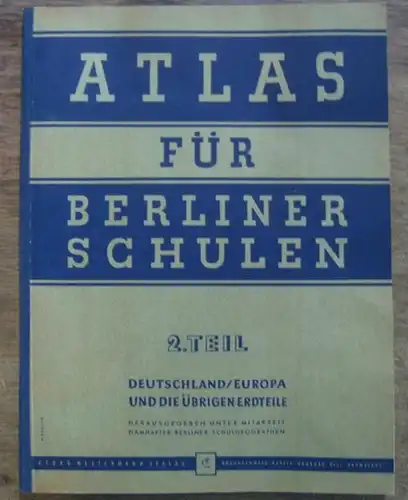 ATLAS
FÜR
BERLINER
SCHULEN
2. TEIL
DEUTSCHLAND/EUROPA
UND DIE ÜBRIGEN ERDTEILE
HERAUSGEGEBEN UNTER MITARBEIT
NAMHAFTER BERLINER SCHULGEOGRAPHEN
GEORG WESTERMANN VERLAG